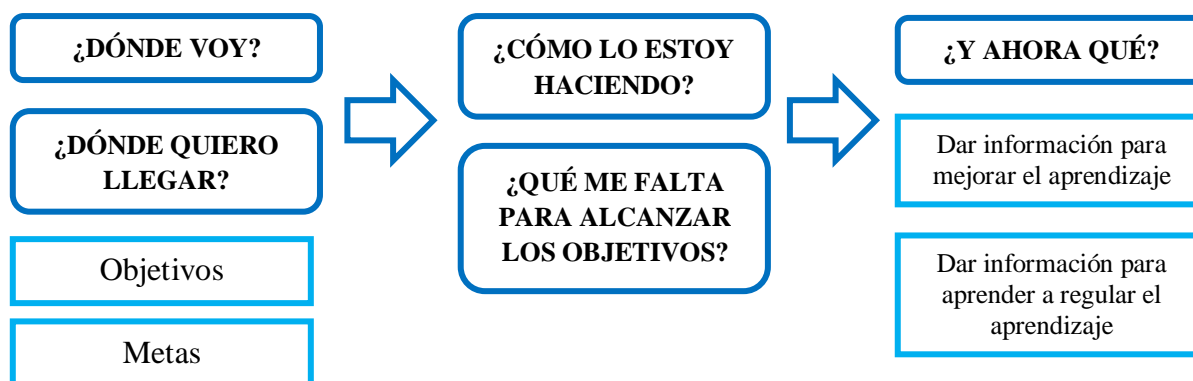 ¿DÓNDE VOY?
¿DÓNDE QUIERO
LLEGAR?
Objetivos
Metas
¿CÓMO LO ESTOY
HACIENDO?
¿QUÉ ME FALTA
PARA ALCANZAR
LOS OBJETIVOS?
¿Y AHORA QUÉ?
Dar información para
mejorar el aprendizaje
Dar información para
aprender a regular el
aprendizaje